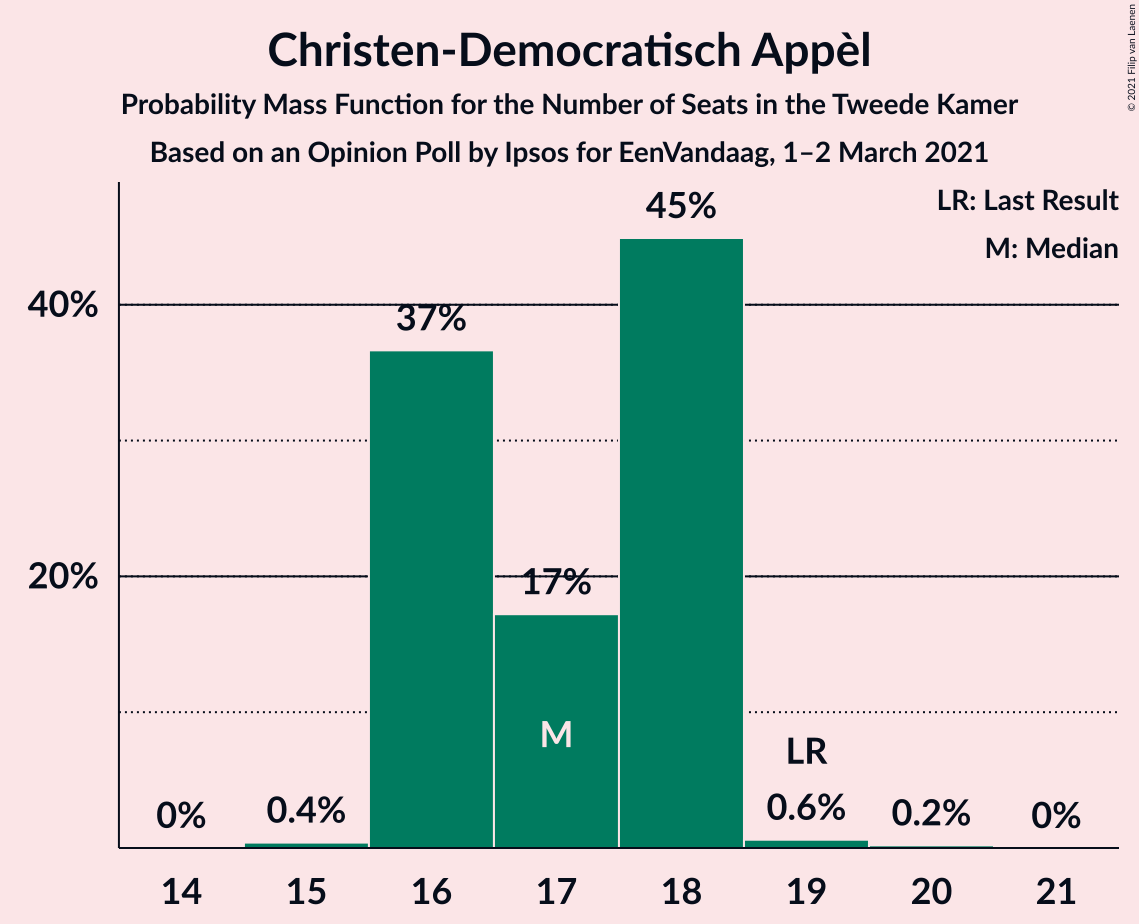 Christen-Democratisch Appèl
Probability Mass Function for the Number of Seats in the Tweede Kamer
Based on an Opinion Poll by Ipsos for EenVandaag, 1–2 March 2021
© 2021 Filip van Laenen
LR: Last Result
M: Median
45%
40%
37%
20%
17%
M
LR
0%
0.4%
0.6%
0.2%
0%
14 15 16 17 18 19 20 21